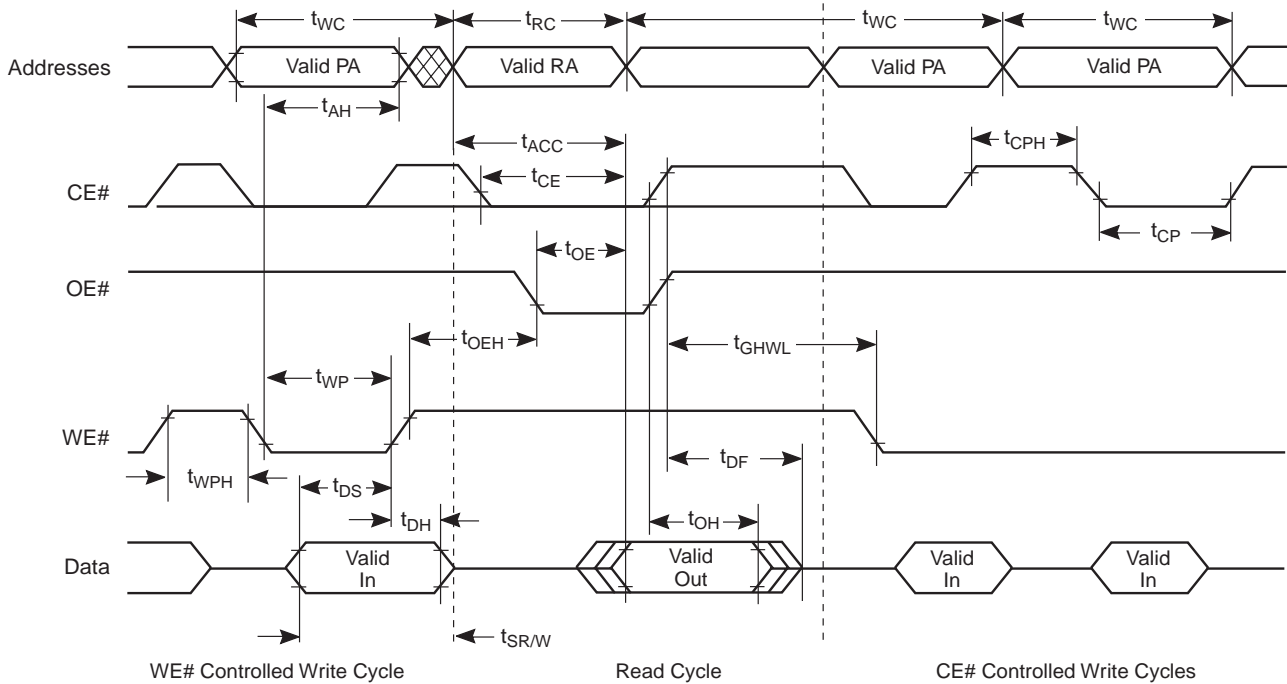 tWC tRC tWC tWC
Addresses Valid PA Valid RA Valid PA Valid PA
tAH
tACC tCPH
CE# tCE
tCP
tOE
OE#
tOEH tGHWL
tWP
WE#
tWPH tDS tDF
tDH tOH
Data Valid In Valid Out Valid In Valid In
tSR/W
WE# Controlled Write Cycle Read Cycle CE# Controlled Write Cycles